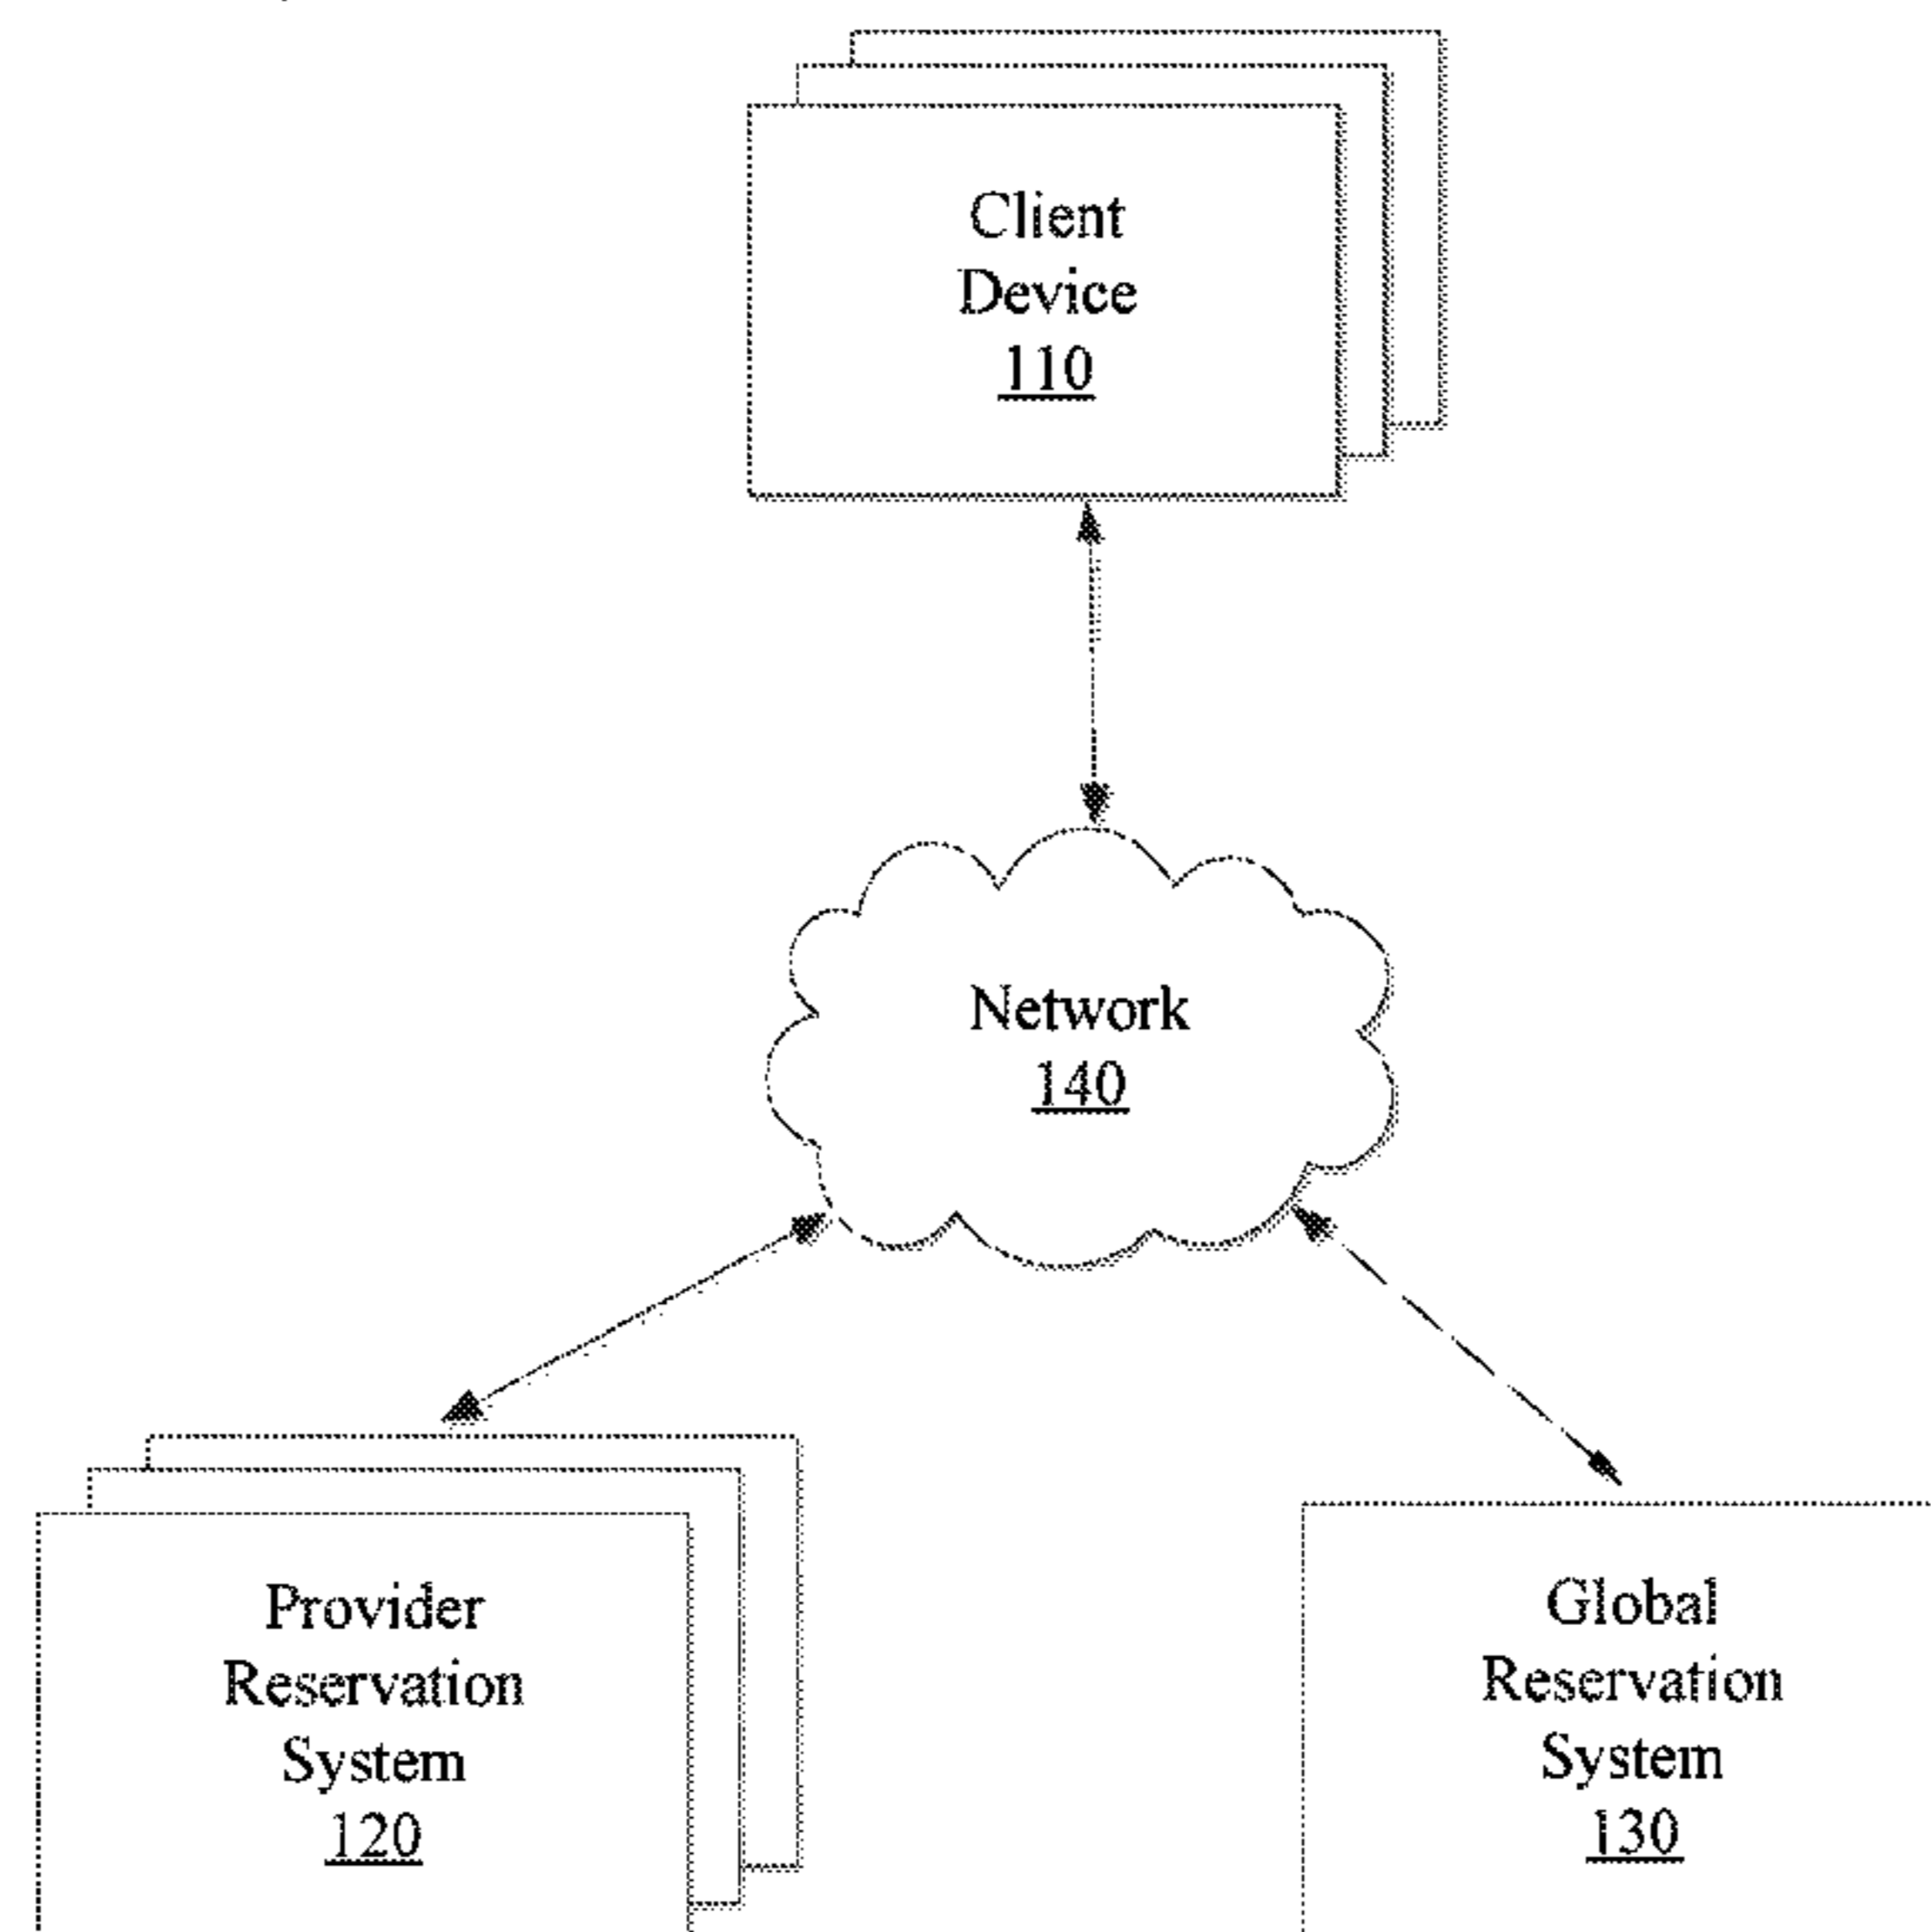 Client
Device
110
Network
140
Provider
Reservation
System
120
Global
Reservation
System
130